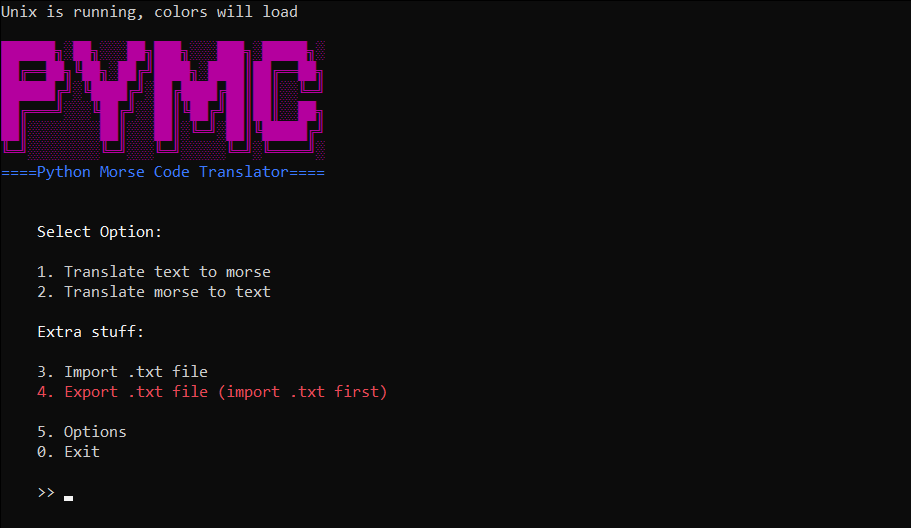 Unix is running, colors will load
PYMC
====Python Morse Code Translator====
Select Option:
1. Translate text to morse
2. Translate morse to text
Extra stuff:
3. Import .txt file
4. Export .txt file (import .txt first)
5. Options
0. Exit
>>